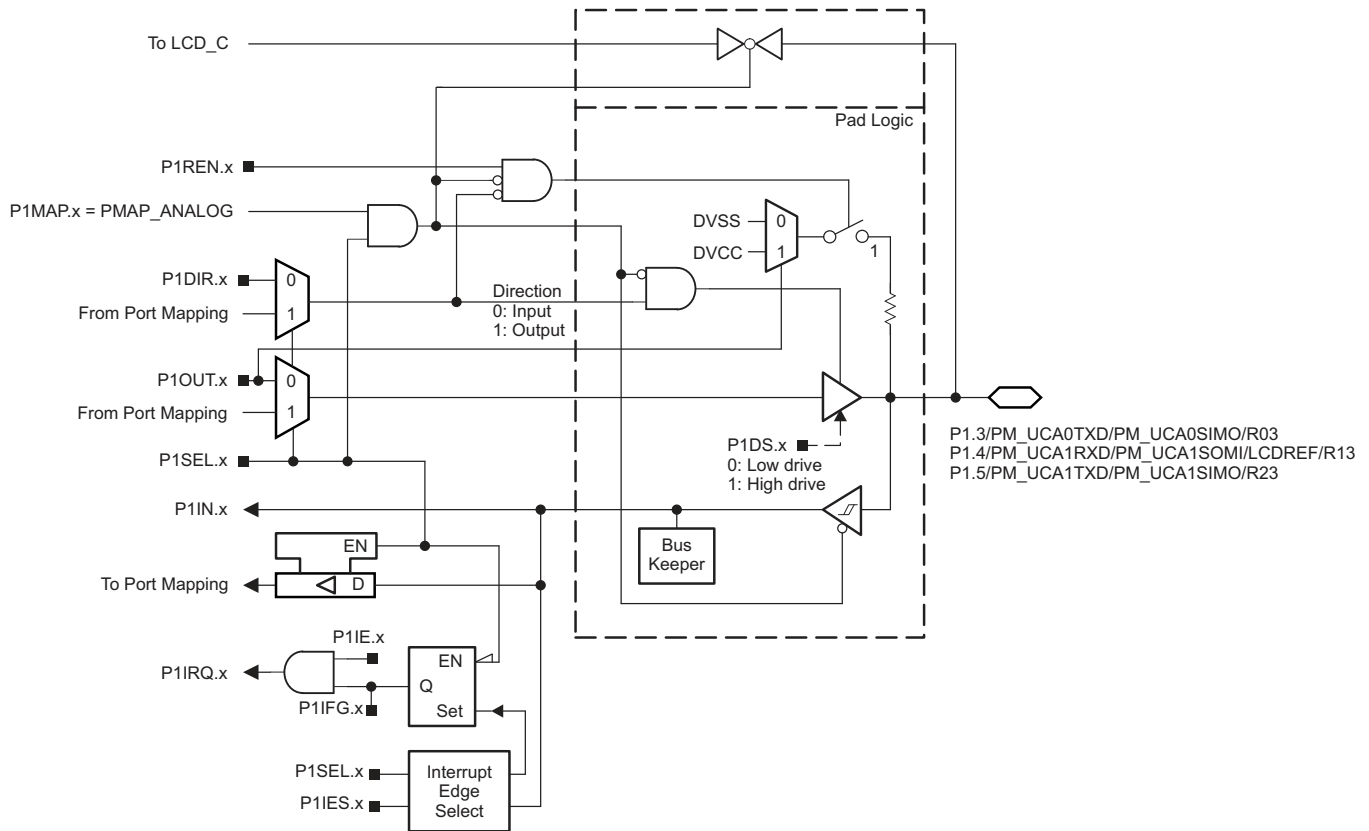 To LCD_C
Pad Logic
P1REN.x
P1MAP.x = PMAP_ANALOG
DVSS
0
DVCC
1
1
P1DIR.x
0
From Port Mapping
1
Direction
0: Input
1: Output
P1OUT.x
0
From Port Mapping
1
P1SEL.x
P1DS.x
0: Low drive
1: High drive
P1.3/PM_UCA0TXD/PM_UCA0SIMO/R03
P1.4/PM_UCA1RXD/PM_UCA1SOMI/LCDREF/R13
P1.5/PM_UCA1TXD/PM_UCA1SIMO/R23
P1IN.x
Bus
Keeper
EN
To Port Mapping
D
P1IE.x
P1IRQ.x
EN
Q
P1IFG.x
Set
P1SEL.x
P1IES.x
Interrupt
Edge
Select